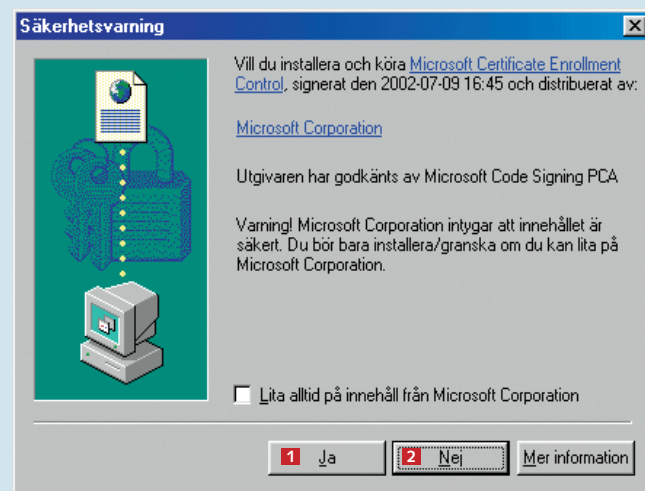 Säkerhetsvarning
Vill du installera och köra Microsoft Certificate Enrollment
Control, signerat den 2002-07-09 16:45 och distribuerat av:
Microsoft Corporation
Utgivaren har godkänts av Microsoft Code Signing PCA
Varning! Microsoft Corporation intygar att innehållet är
säkert. Du bör bara installera/granska om du kan lita på
Microsoft Corporation.
Lita alltid på innehåll från Microsoft Corporation
1 Ja 2 Nej Mer information